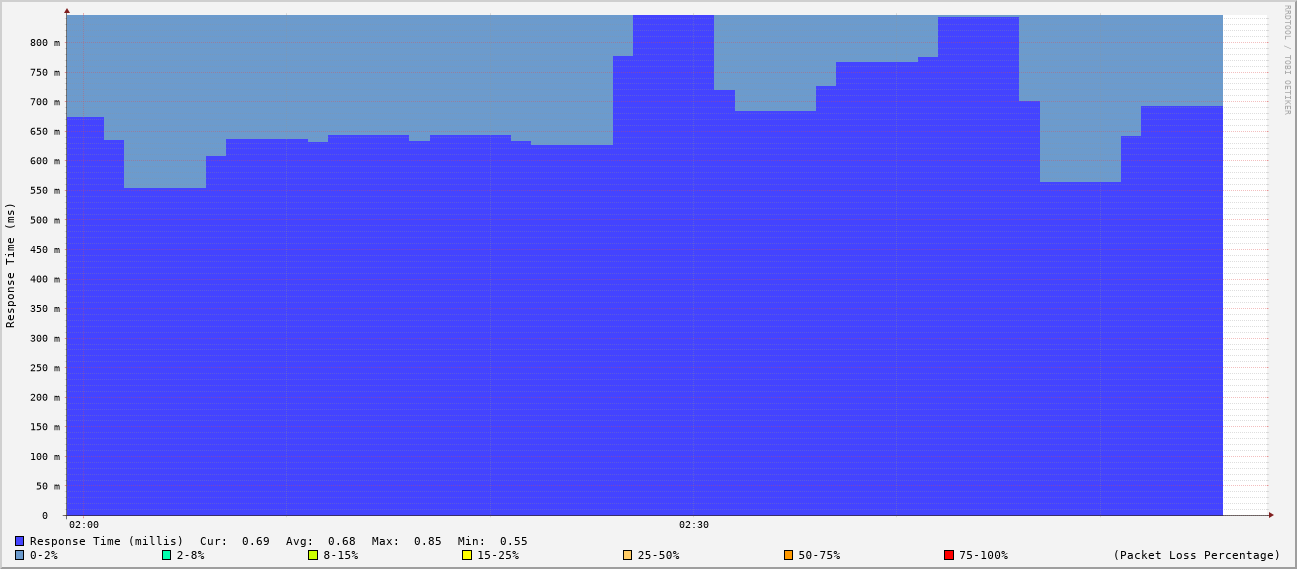 RRDTOOL / TOBI OETIKER
Response Time (ms)
800 m
750 m
700 m
650 m
600 m
550 m
500 m
450 m
400 m
350 m
300 m
250 m
200 m
150 m
100 m
50 m
0
02:00 02:30
Response Time (millis) Cur: 0.69 Avg: 0.68 Max: 0.85 Min: 0.55
0-2% 2-8% 8-15% 15-25% 25-50% 50-75% 75-100% (Packet Loss Percentage)